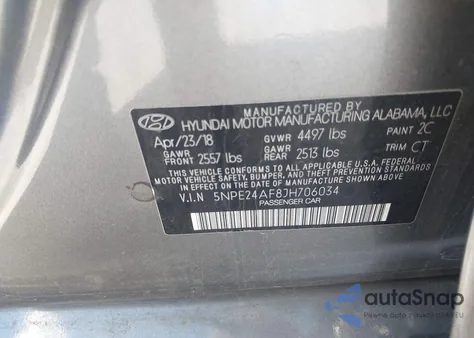 MANUFACTURED BY
HYUNDAI MOTOR MANUFACTURING ALABAMA, LLC
Apr/23/18 GVWR 4497 lbs PAINT 2C
GAWR FRONT 2557 lbs GAWR REAR 2513 lbs TRIM CT
THIS VEHICLE CONFORMS TO ALL APPLICABLE U.S.A. FEDERAL
MOTOR VEHICLE SAFETY, BUMPER, AND THEFT PREVENTION STANDARDS
IN EFFECT ON THE DATE OF MANUFACTURE SHOWN ABOVE.
V.I.N 5NPE24AF8JH706034
PASSENGER CAR
autoSnap